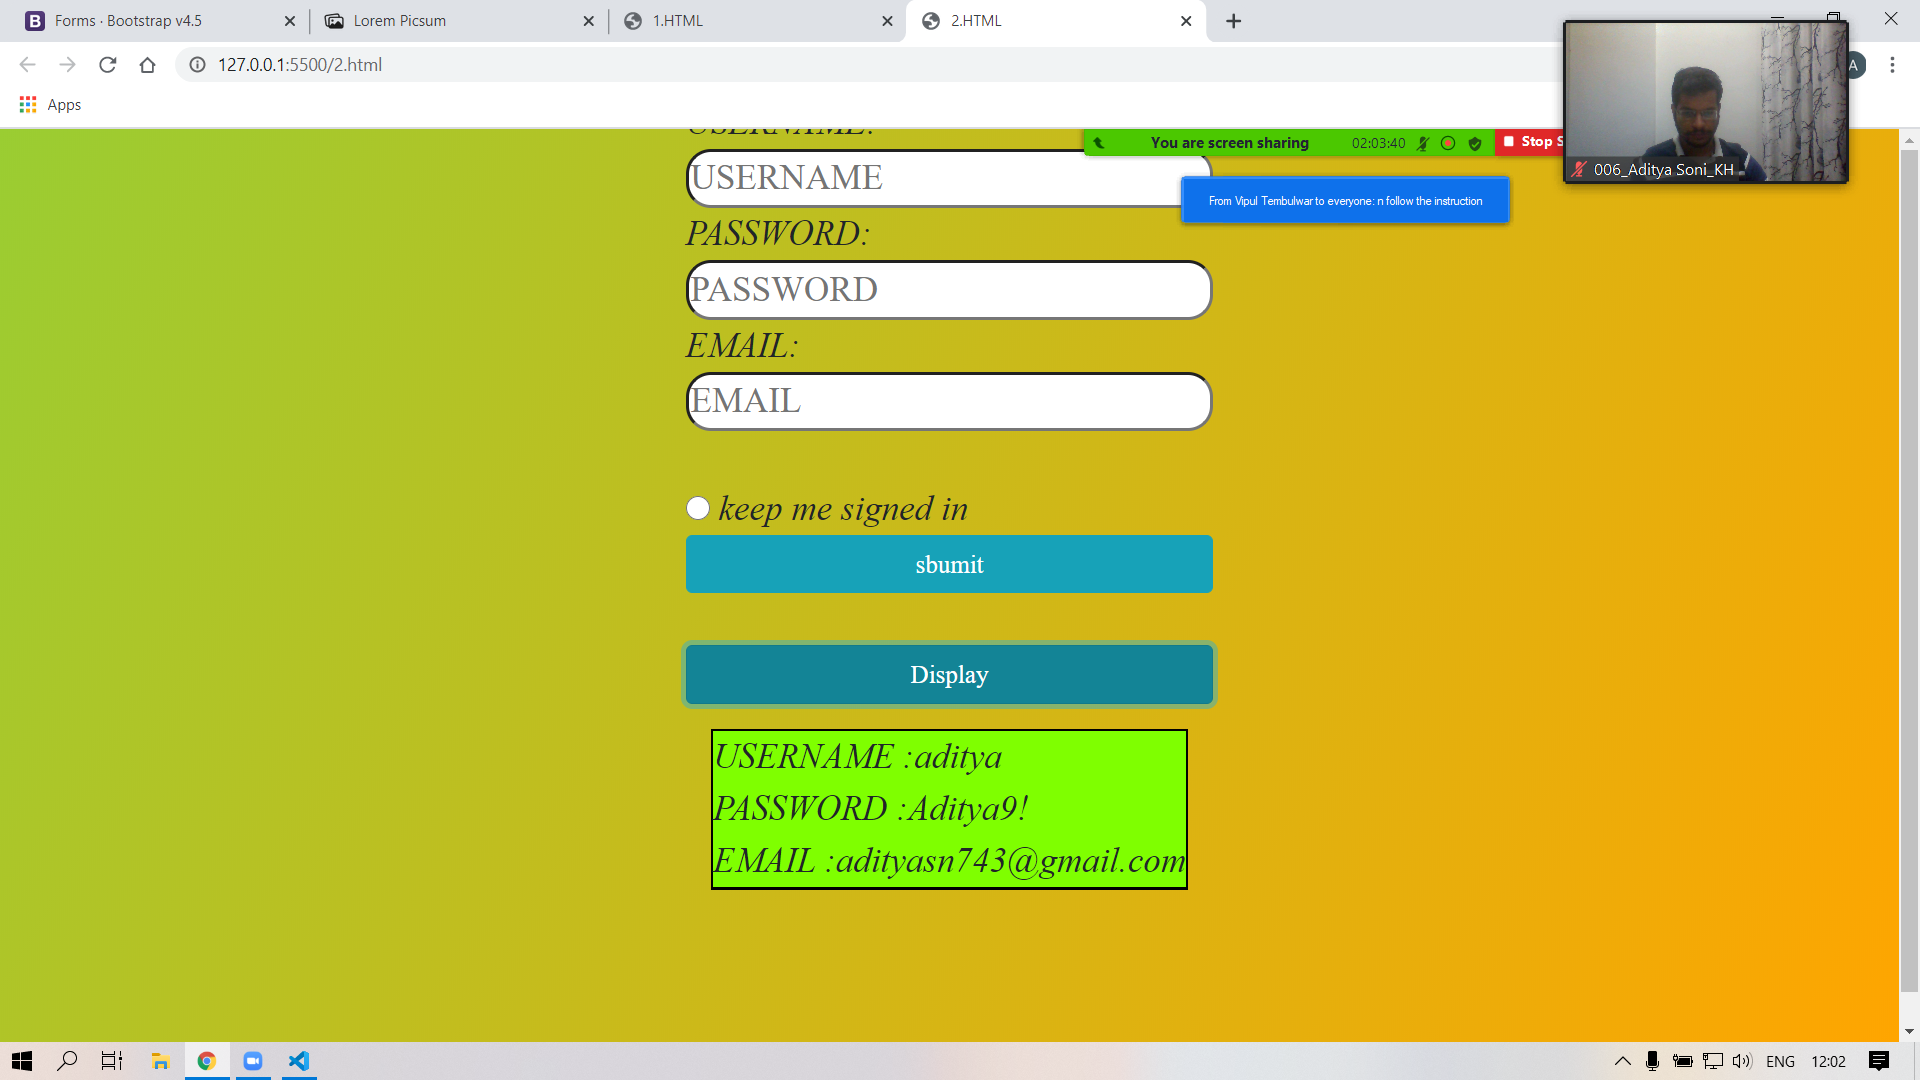 Forms · Bootstrap v4.5
Lorem Picsum
1.HTML
2.HTML
127.0.0.1:5500/2.html
A
Apps
USERNAME:
You are screen sharing
02:03:40
Stop S
006_Aditya Soni_KH
From Vipul Tembulwar to everyone: n follow the instruction
USERNAME
PASSWORD:
PASSWORD
EMAIL:
EMAIL
keep me signed in
sbumit
Display
USERNAME :aditya
PASSWORD :Aditya9!
EMAIL :adityasn743@gmail.com
ENG
12:02